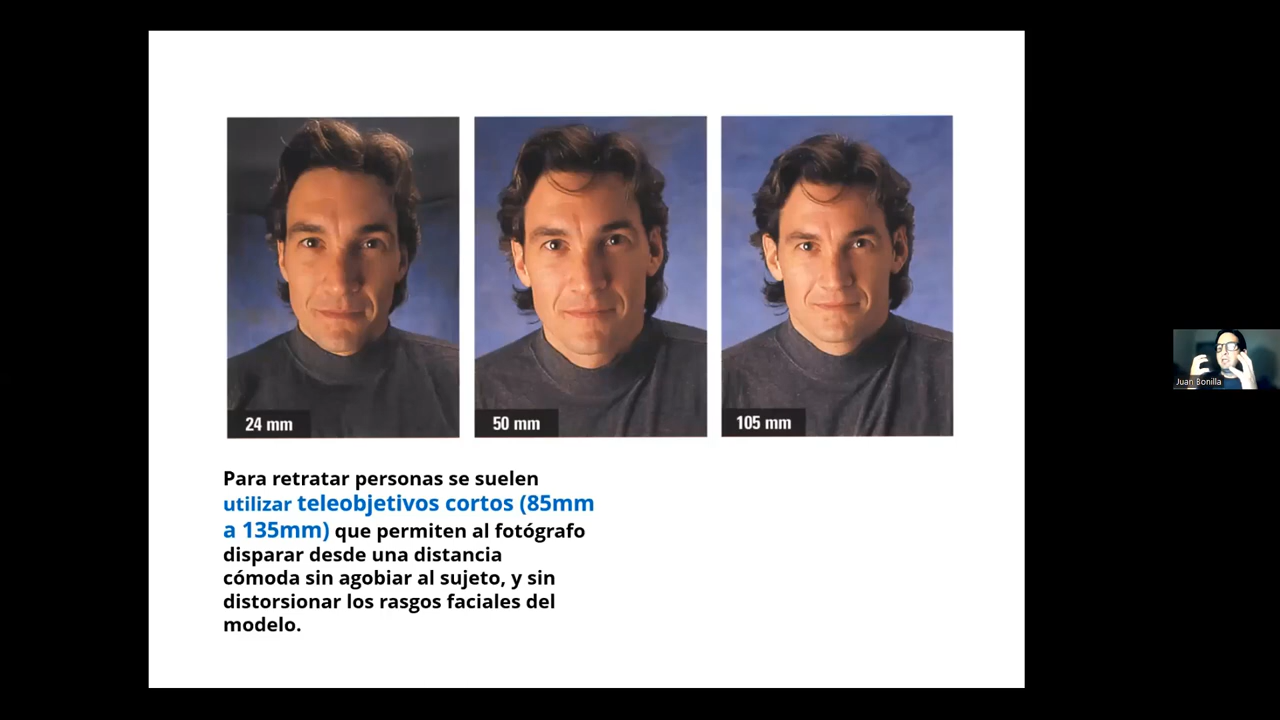 24 mm
50 mm
105 mm
Para retratar personas se suelen
utilizar teleobjetivos cortos (85mm
a 135mm) que permiten al fotógrafo
disparar desde una distancia
cómoda sin agobiar al sujeto, y sin
distorsionar los rasgos faciales del
modelo.
Juan Bonilla